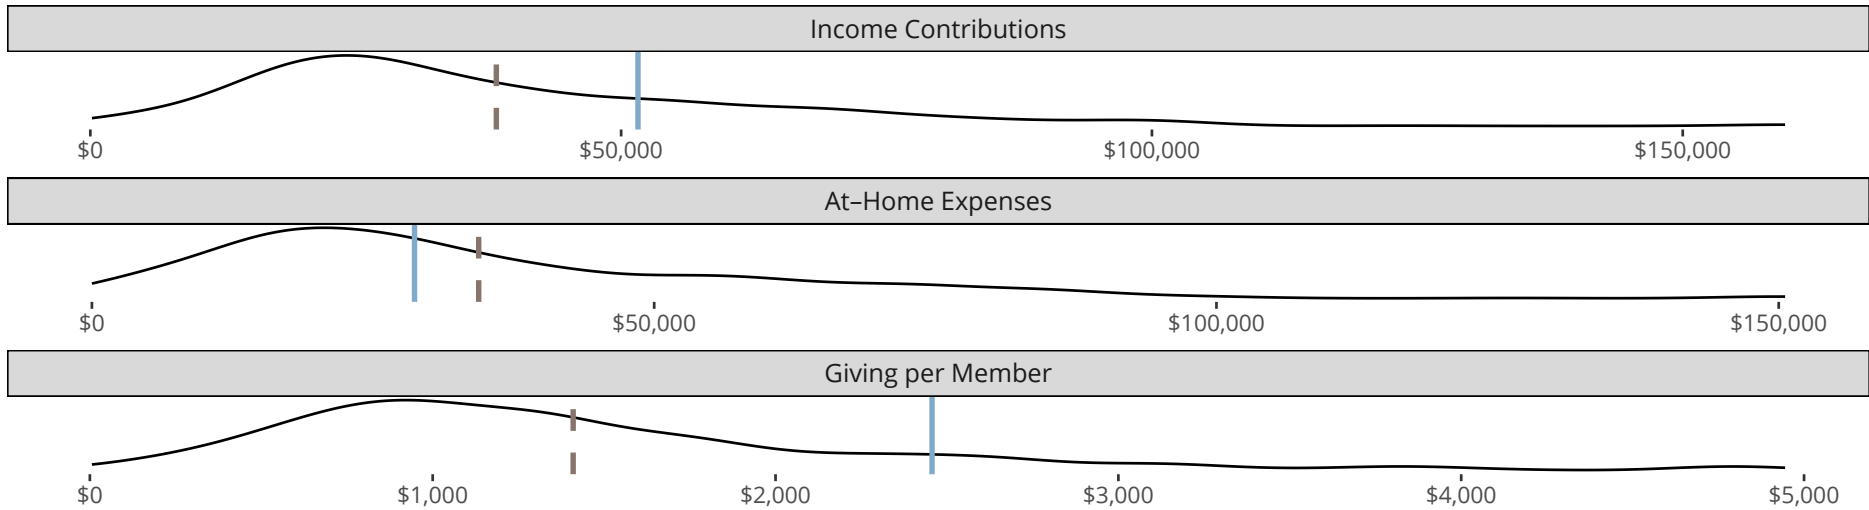 Income Contributions
$0 $50,000 $100,000 $150,000
At–Home Expenses
$0 $50,000 $100,000 $150,000
Giving per Member
$0 $1,000 $2,000 $3,000 $4,000 $5,000